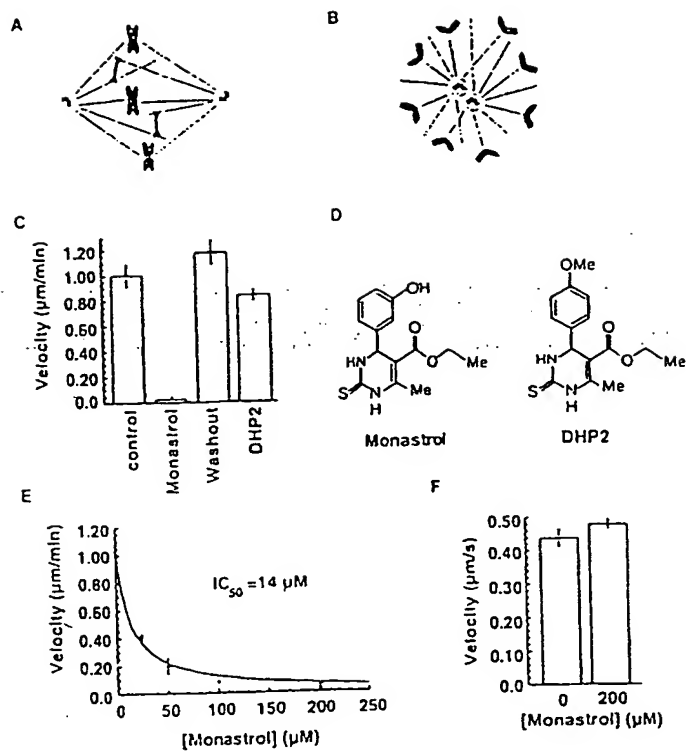 A
B
C
Velocity (µm/min)
1.20
1.00
0.80
0.60
0.40
0.20
0.0
control
Monastrol
Washout
DHP2
D
OH
O
O
Me
HN
S
N
H
Me
Monastrol
OMe
O
O
Me
HN
S
N
H
Me
DHP2
E
Velocity (µm/min)
1.20
1.00
0.80
0.60
0.40
0.20
0.0
IC50 = 14 µM
0 50 100 150 200 250
[Monastrol] (µM)
F
Velocity (µm/s)
0.50
0.40
0.30
0.20
0.10
0.0
0 200
[Monastrol] (µM)